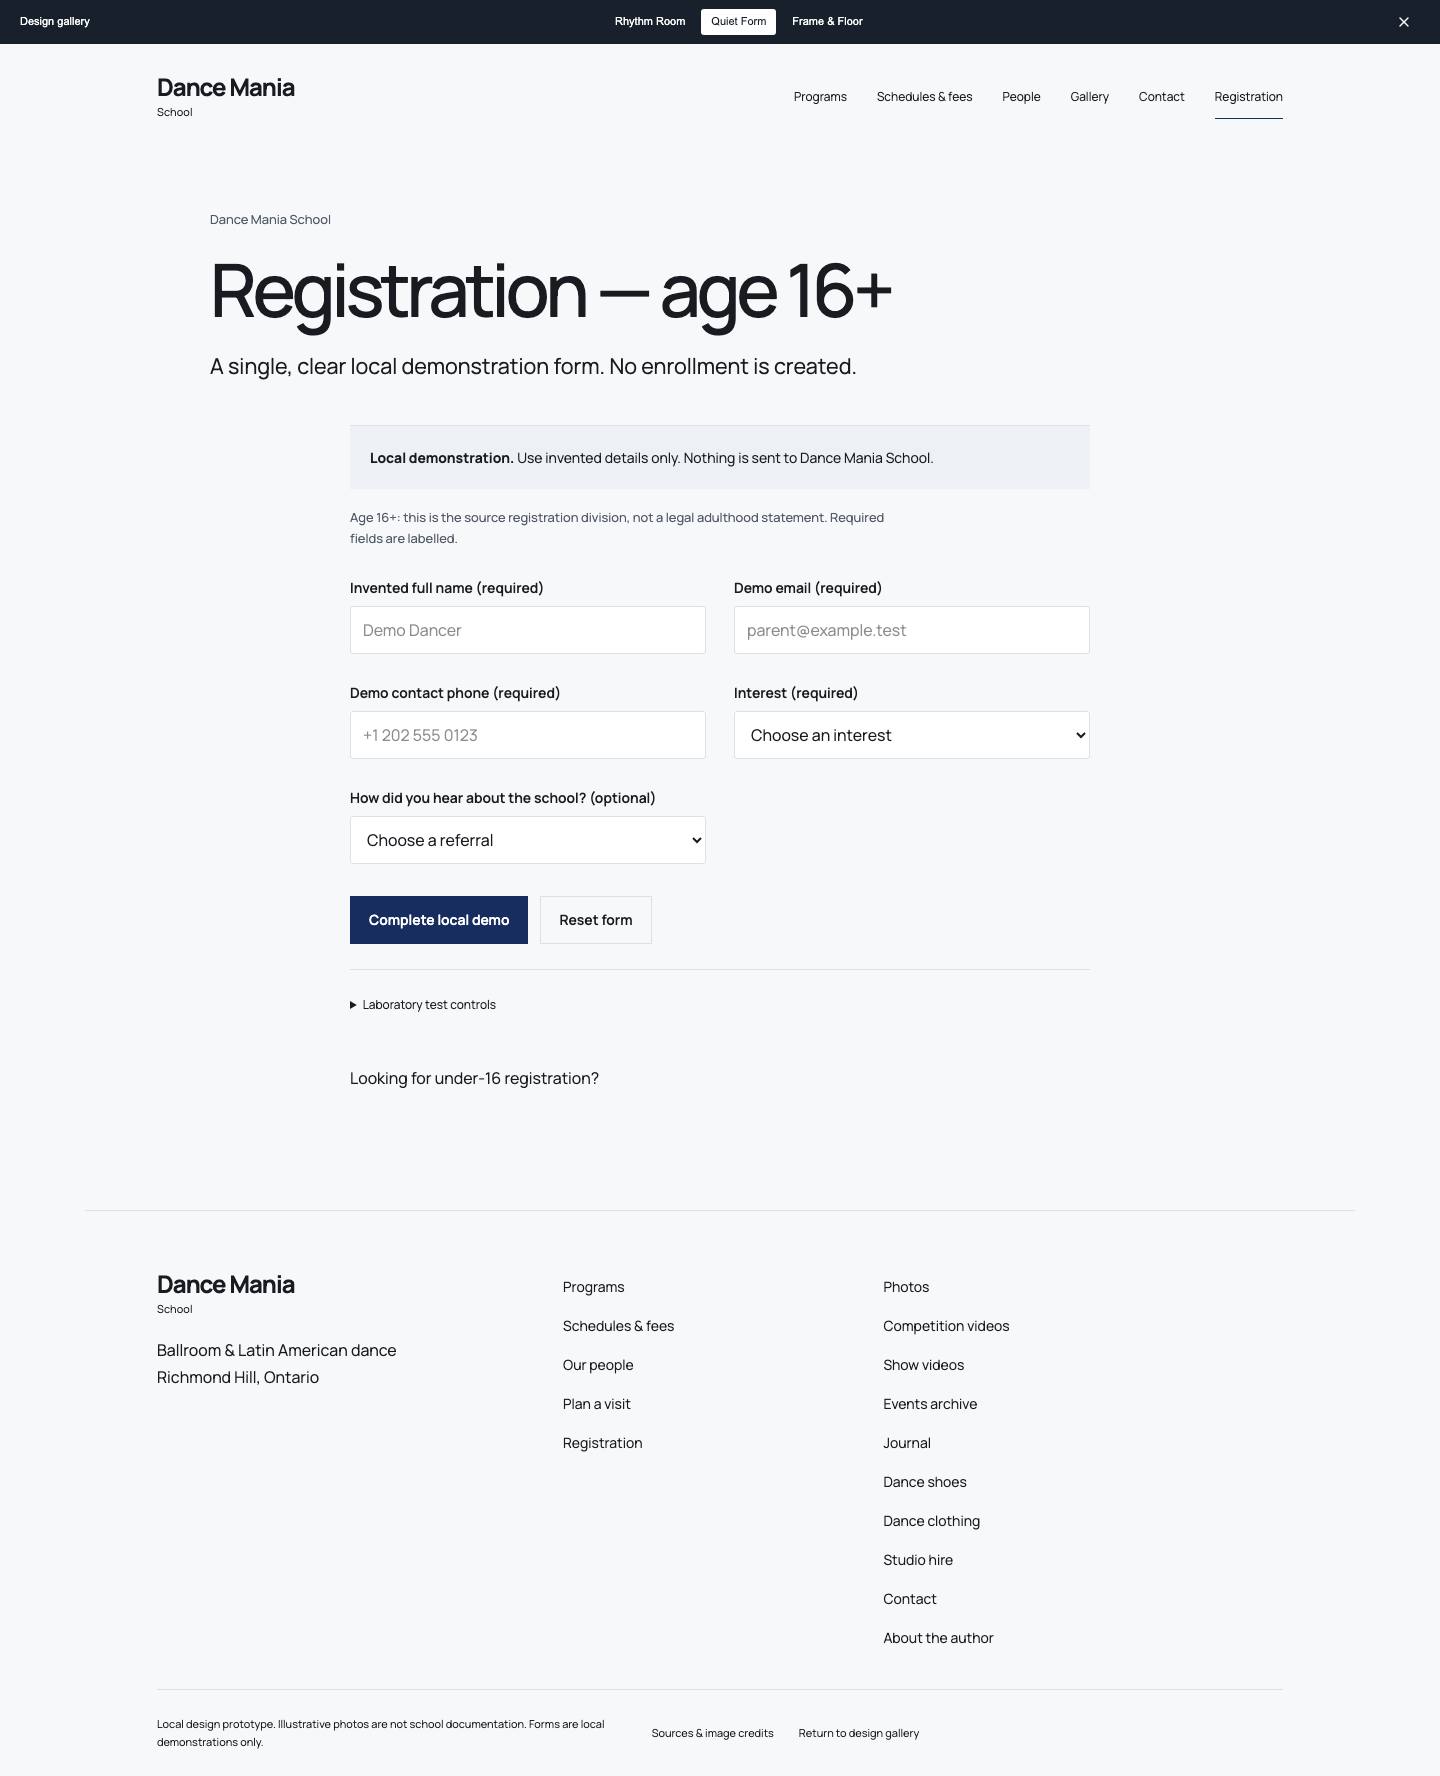 Design gallery
Rhythm Room
Quiet Form
Frame & Floor
×
Dance Mania
School
Programs
Schedules & fees
People
Gallery
Contact
Registration
Dance Mania School
Registration — age 16+
A single, clear local demonstration form. No enrollment is created.
Local demonstration. Use invented details only. Nothing is sent to Dance Mania School.
Age 16+: this is the source registration division, not a legal adulthood statement. Required
fields are labelled.
Invented full name (required)
Demo email (required)
Demo Dancer
parent@example.test
Demo contact phone (required)
Interest (required)
+1 202 555 0123
Choose an interest
How did you hear about the school? (optional)
Choose a referral
Complete local demo
Reset form
Laboratory test controls
Looking for under-16 registration?
Dance Mania
School
Ballroom & Latin American dance
Richmond Hill, Ontario
Programs
Schedules & fees
Our people
Plan a visit
Registration
Photos
Competition videos
Show videos
Events archive
Journal
Dance shoes
Dance clothing
Studio hire
Contact
About the author
Local design prototype. Illustrative photos are not school documentation. Forms are local
demonstrations only.
Sources & image credits
Return to design gallery